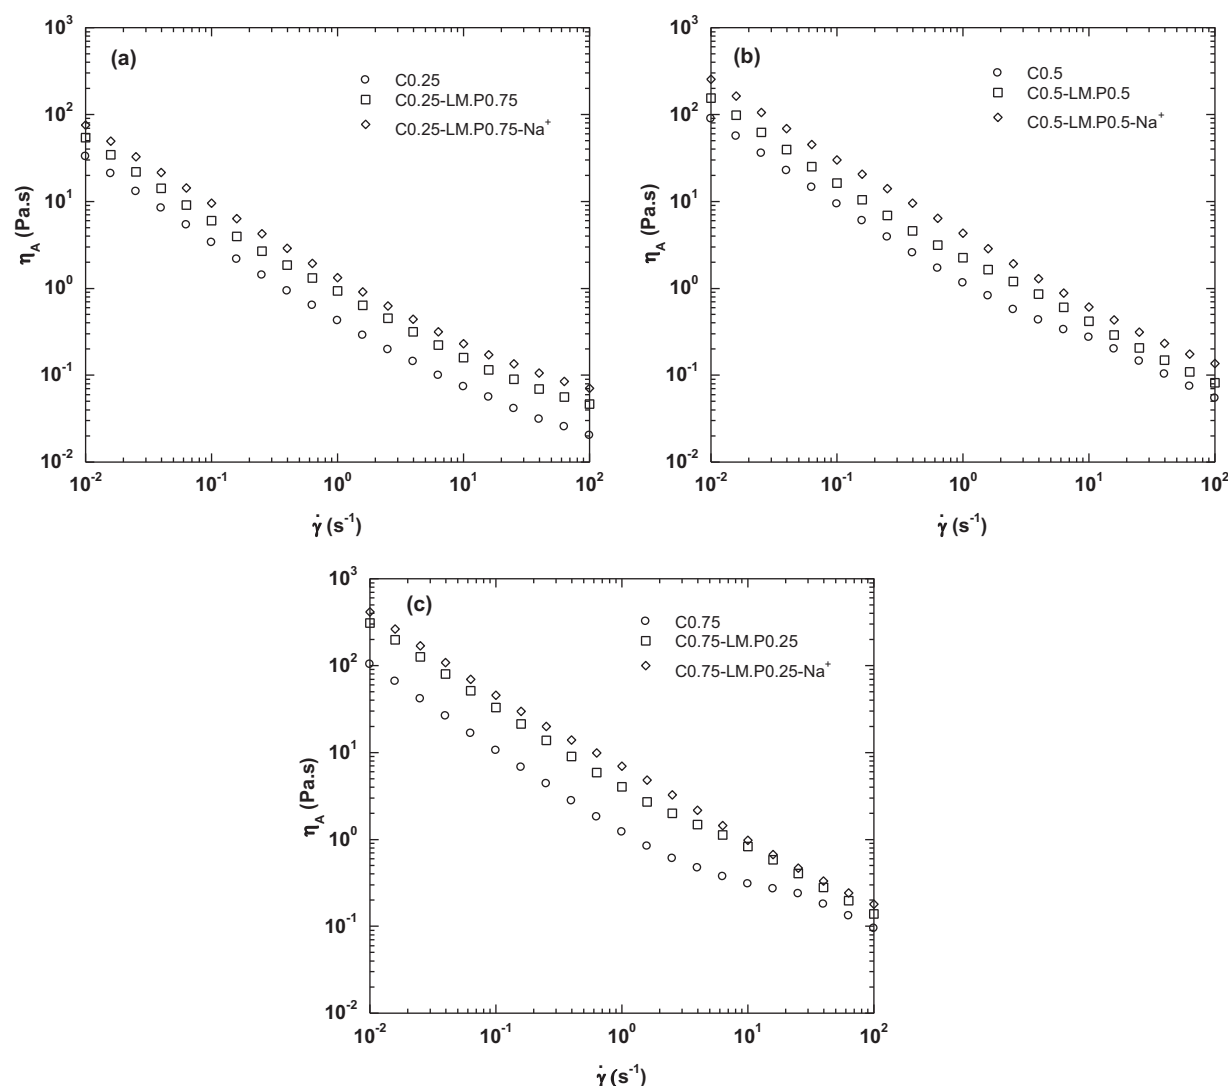 (a)
C0.25
C0.25-LM.P0.75
C0.25-LM.P0.75-Na⁺
η_A (Pa.s)
10³
10²
10¹
10⁰
10⁻¹
10⁻²
10⁻² 10⁻¹ 10⁰ 10¹ 10²
γ̇ (s⁻¹)
(b)
C0.5
C0.5-LM.P0.5
C0.5-LM.P0.5-Na⁺
η_A (Pa.s)
10³
10²
10¹
10⁰
10⁻¹
10⁻²
10⁻² 10⁻¹ 10⁰ 10¹ 10²
γ̇ (s⁻¹)
(c)
C0.75
C0.75-LM.P0.25
C0.75-LM.P0.25-Na⁺
η_A (Pa.s)
10³
10²
10¹
10⁰
10⁻¹
10⁻²
10⁻² 10⁻¹ 10⁰ 10¹ 10²
γ̇ (s⁻¹)